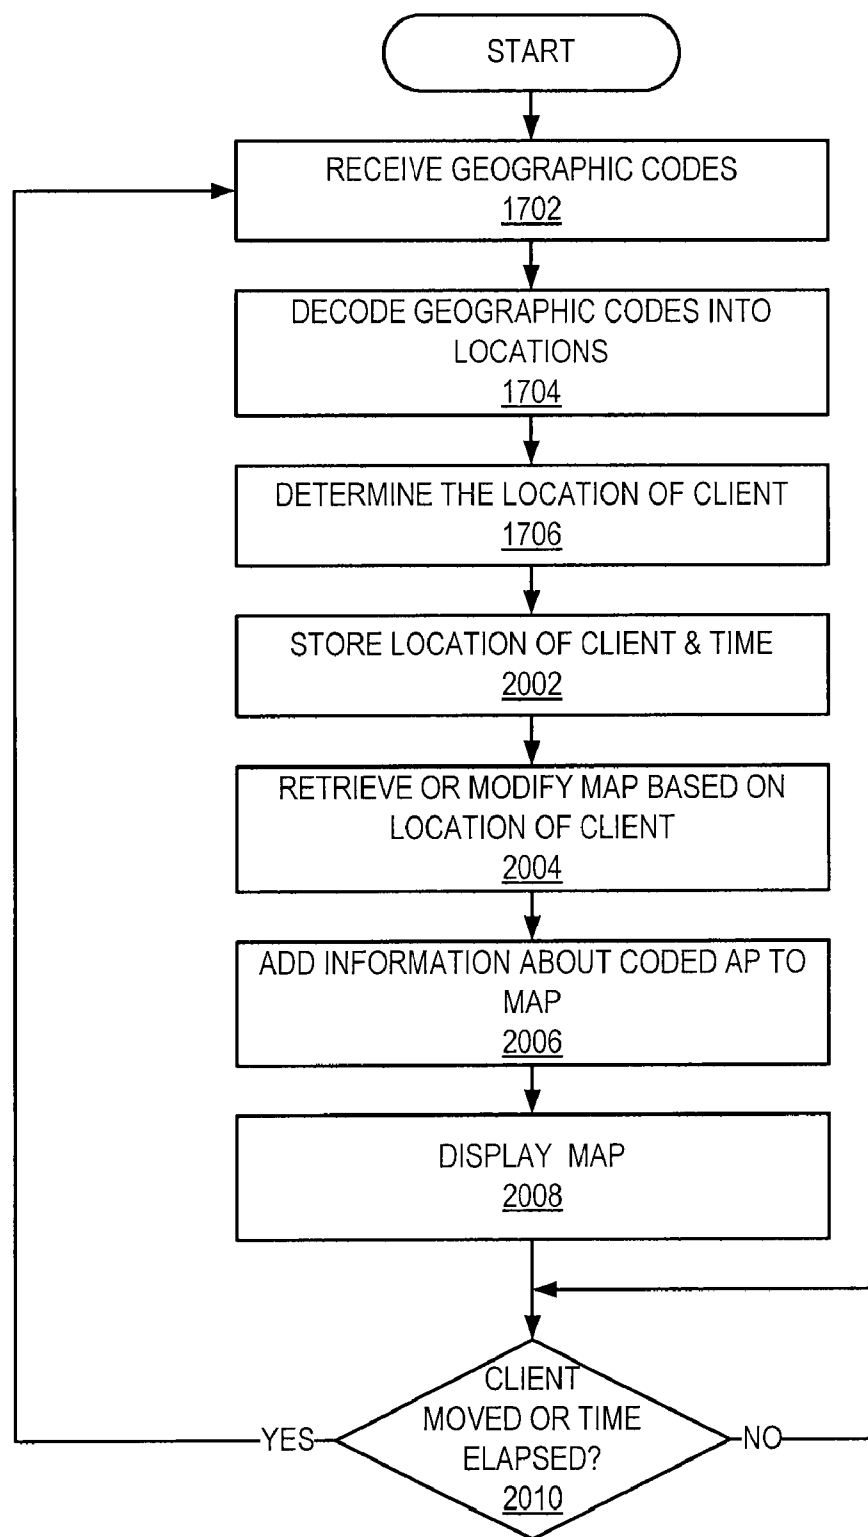 START
RECEIVE GEOGRAPHIC CODES
1702
DECODE GEOGRAPHIC CODES INTO
LOCATIONS
1704
DETERMINE THE LOCATION OF CLIENT
1706
STORE LOCATION OF CLIENT & TIME
2002
RETRIEVE OR MODIFY MAP BASED ON
LOCATION OF CLIENT
2004
ADD INFORMATION ABOUT CODED AP TO
MAP
2006
DISPLAY MAP
2008
CLIENT
MOVED OR TIME
ELAPSED?
2010
YES
NO